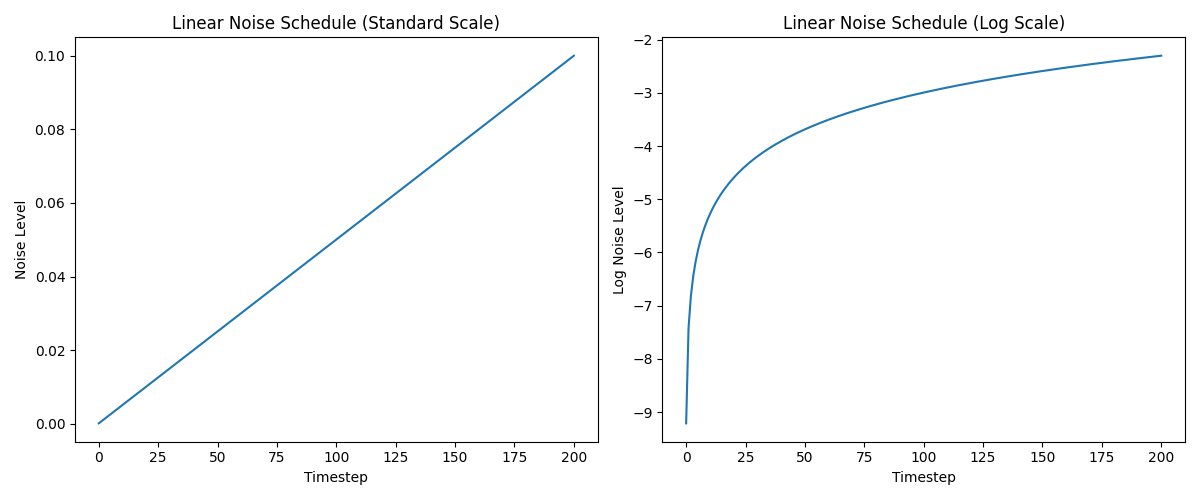 Linear Noise Schedule (Standard Scale)
Noise Level
0.10
0.08
0.06
0.04
0.02
0.00
0 25 50 75 100 125 150 175 200
Timestep
Linear Noise Schedule (Log Scale)
Log Noise Level
−2
−3
−4
−5
−6
−7
−8
−9
0 25 50 75 100 125 150 175 200
Timestep